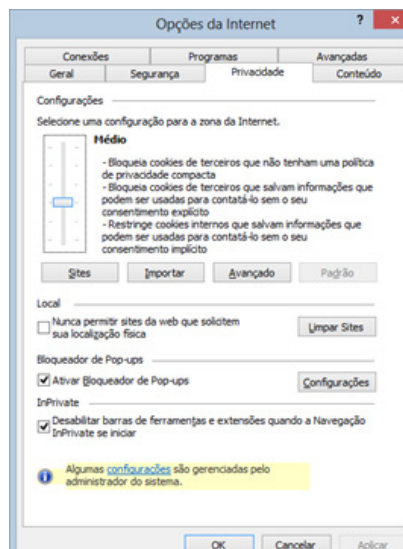 Opções da Internet
?
x
Conexões Programas Avançadas
Geral Segurança Privacidade Conteúdo
Configurações
Selecione uma configuração para a zona da Internet.
Médio
- Bloqueia cookies de terceiros que não tenham uma política
de privacidade compacta
- Bloqueia cookies de terceiros que salvam informações que
podem ser usadas para contatá-lo sem o seu
consentimento explícito
- Restringe cookies internos que salvam informações que
podem ser usadas para contatá-lo sem o seu
consentimento implícito
Sites Importar Avançado Padrão
Local
Nunca permitir sites da web que solicitem
sua localização física
Limpar Sites
Bloqueador de Pop-ups
Ativar Bloqueador de Pop-ups
Configurações
InPrivate
Desabilitar barras de ferramentas e extensões quando a Navegação
InPrivate se iniciar
Algumas configurações são gerenciadas pelo
administrador do sistema.
OK Cancelar Aplicar